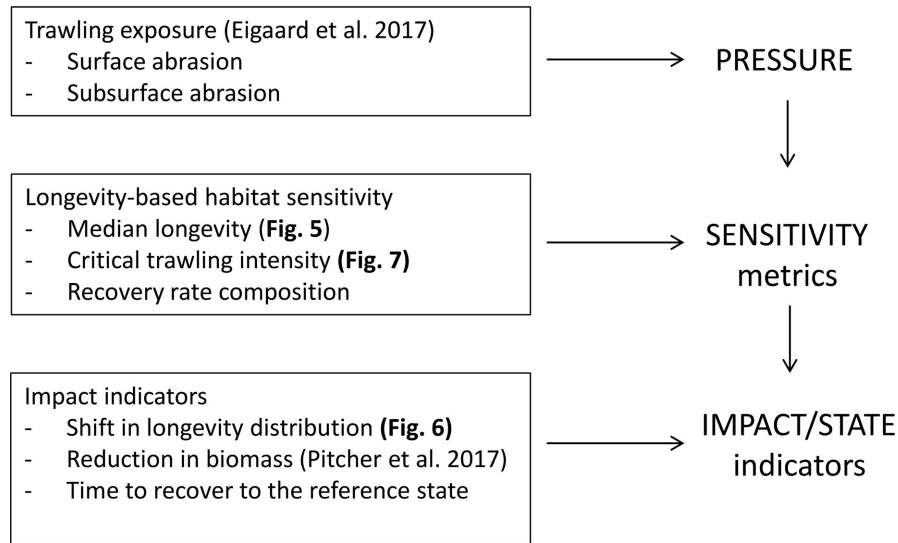 Trawling exposure (Eigaard et al. 2017)
- Surface abrasion
- Subsurface abrasion
PRESSURE
Longevity-based habitat sensitivity
- Median longevity (Fig. 5)
- Critical trawling intensity (Fig. 7)
- Recovery rate composition
SENSITIVITY
metrics
Impact indicators
- Shift in longevity distribution (Fig. 6)
- Reduction in biomass (Pitcher et al. 2017)
- Time to recover to the reference state
IMPACT/STATE
indicators